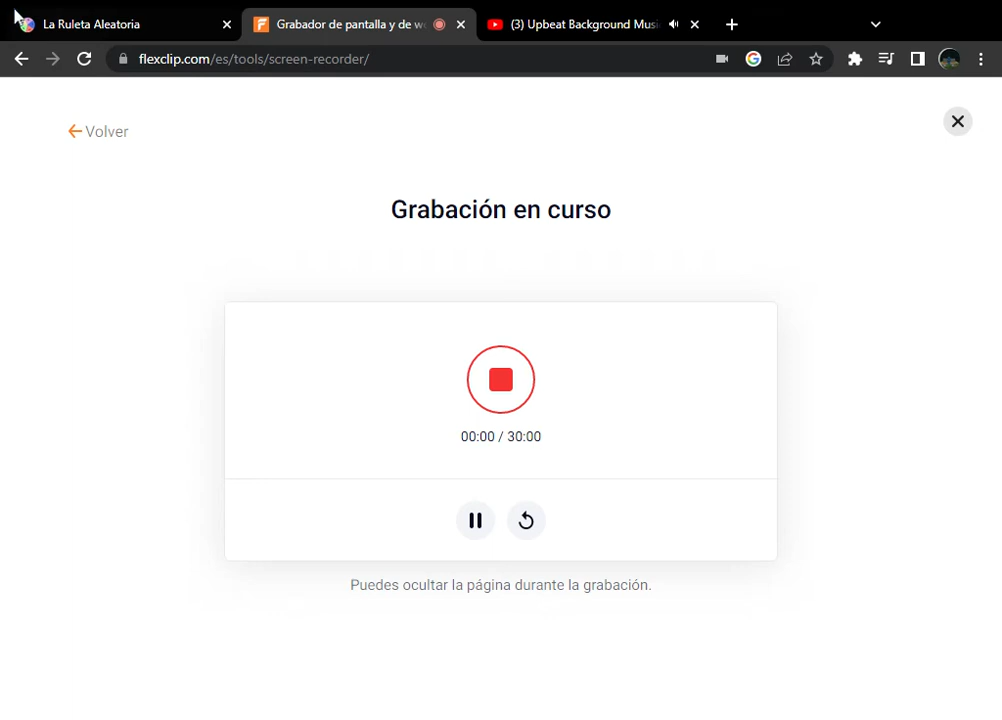 La Ruleta Aleatoria
Grabador de pantalla y de w
(3) Upbeat Background Musi
flexclip.com/es/tools/screen-recorder/
Volver
Grabación en curso
00:00 / 30:00
Puedes ocultar la página durante la grabación.